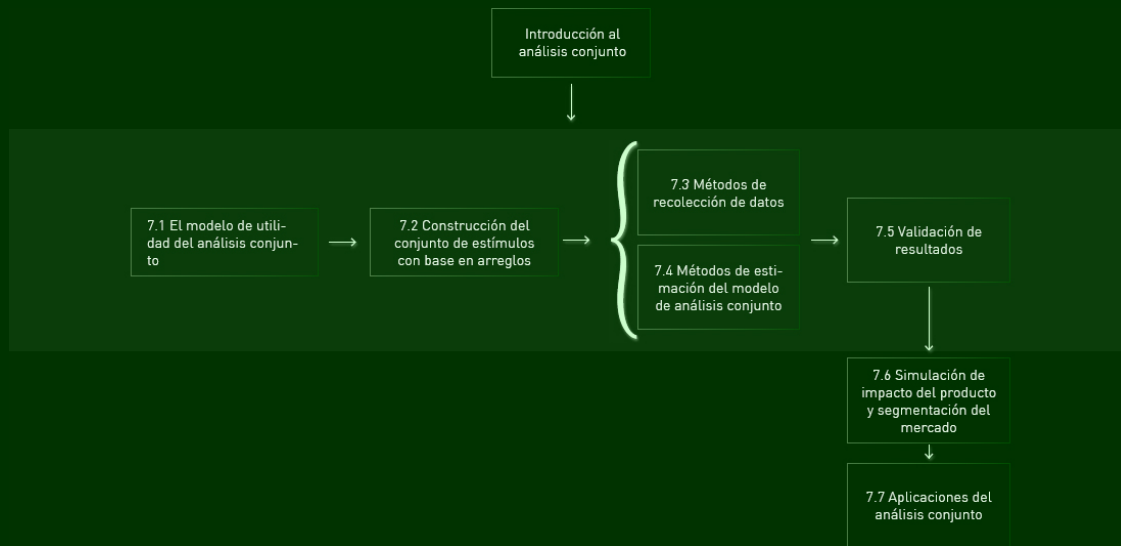 Introducción al
análisis conjunto
7.1 El modelo de utili-
dad del análisis conjun-
to
7.2 Construcción del
conjunto de estímulos
con base en arreglos
7.3 Métodos de
recolección de datos
7.4 Métodos de esti-
mación del modelo
de análisis conjunto
7.5 Validación de
resultados
7.6 Simulación de
impacto del producto
y segmentación del
mercado
7.7 Aplicaciones del
análisis conjunto